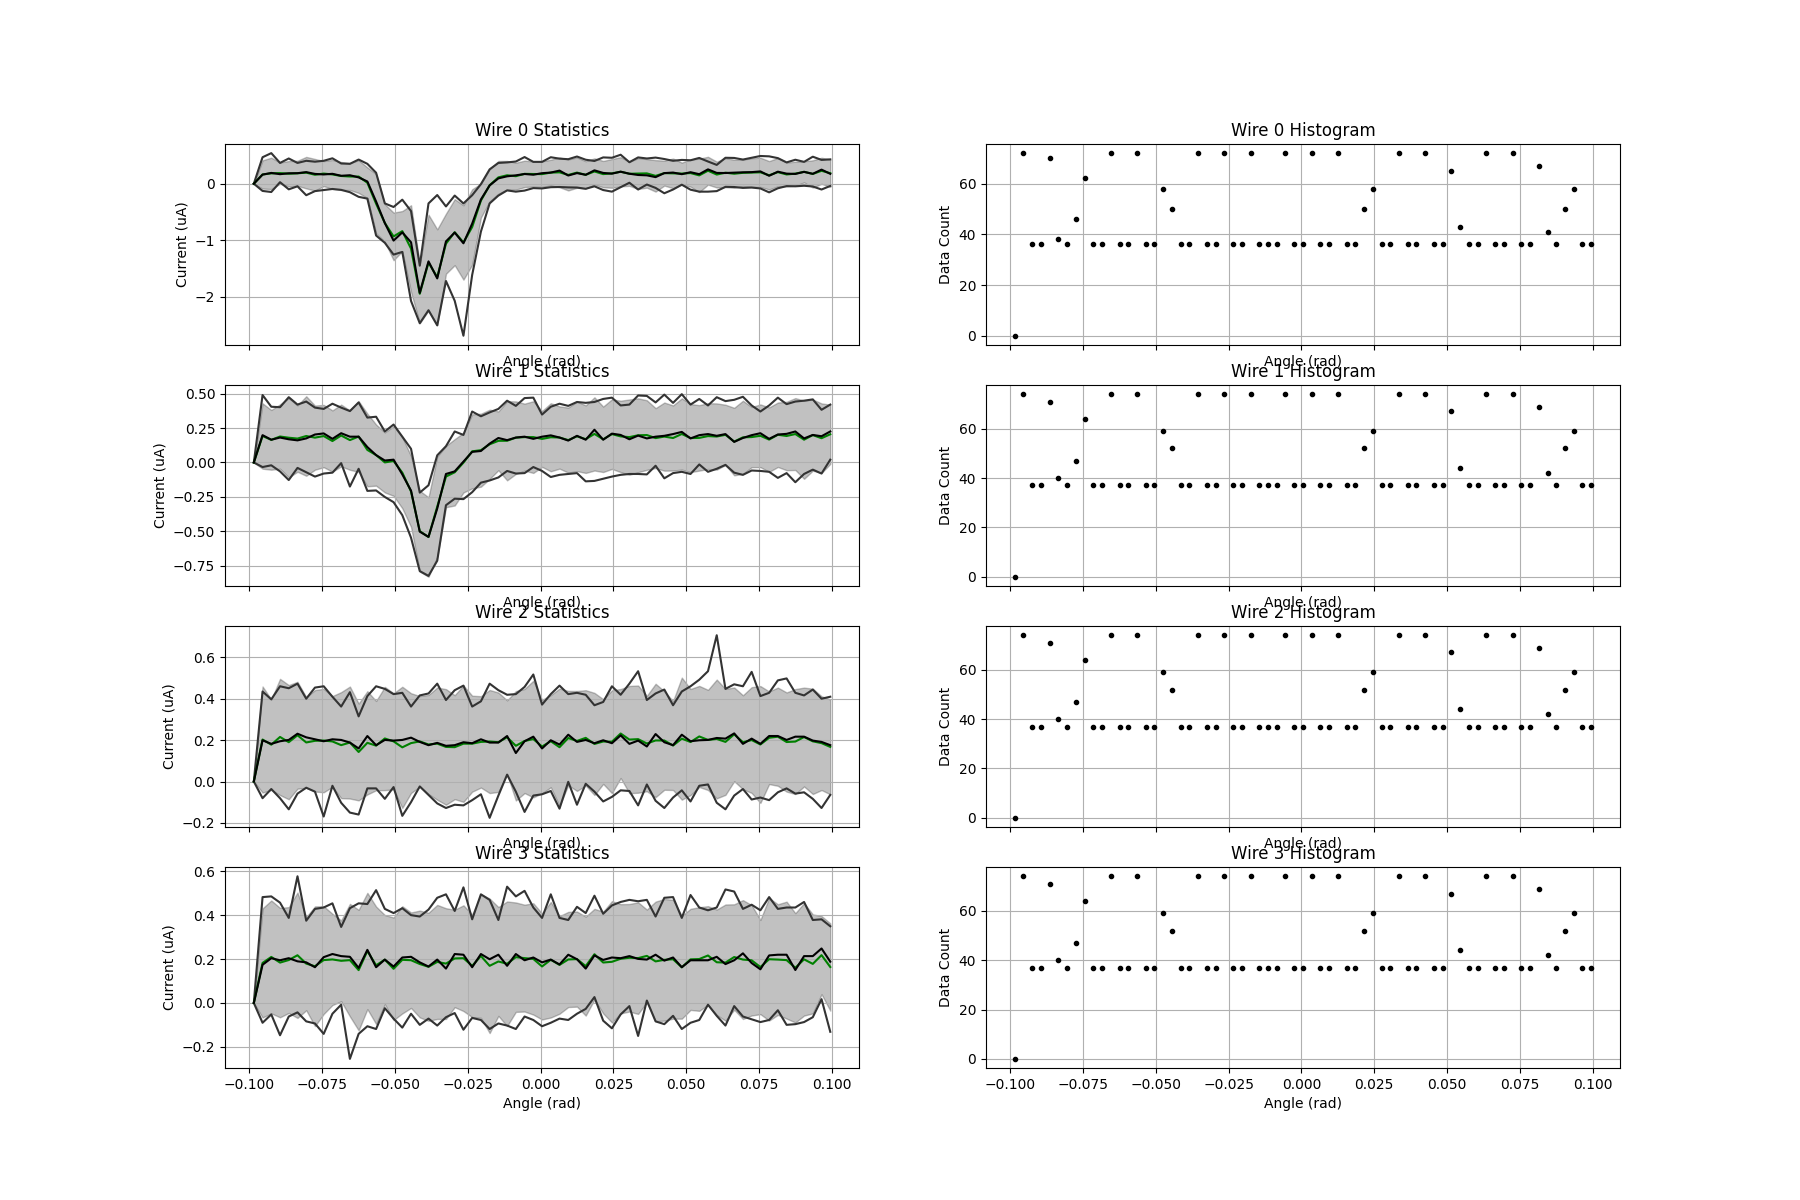 Wire 0 Statistics
Wire 0 Histogram
0
−1
−2
Current (uA)
60
40
20
0
Data Count
Angle (rad)
Angle (rad)
Wire 1 Statistics
Wire 1 Histogram
0.50
0.25
0.00
−0.25
−0.50
−0.75
Current (uA)
60
40
20
0
Data Count
Angle (rad)
Angle (rad)
Wire 2 Statistics
Wire 2 Histogram
0.6
0.4
0.2
0.0
−0.2
Current (uA)
60
40
20
0
Data Count
Angle (rad)
Angle (rad)
Wire 3 Statistics
Wire 3 Histogram
0.6
0.4
0.2
0.0
−0.2
Current (uA)
60
40
20
0
Data Count
−0.100 −0.075 −0.050 −0.025 0.000 0.025 0.050 0.075 0.100
Angle (rad)
−0.100 −0.075 −0.050 −0.025 0.000 0.025 0.050 0.075 0.100
Angle (rad)